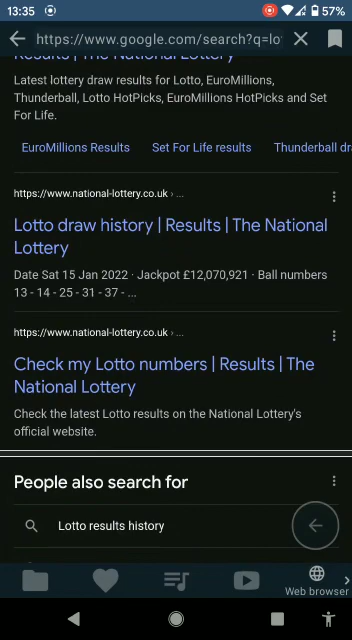 13:35
57%
https://www.google.com/search?q=lo
Results | The National Lottery
Latest lottery draw results for Lotto, EuroMillions,
Thunderball, Lotto HotPicks, EuroMillions HotPicks and Set
For Life.
EuroMillions Results Set For Life results Thunderball
https://www.national-lottery.co.uk › ...
Lotto draw history | Results | The National
Lottery
Date Sat 15 Jan 2022 · Jackpot £12,070,921 · Ball numbers
13 - 14 - 25 - 31 - 37 - ...
https://www.national-lottery.co.uk › ...
Check my Lotto numbers | Results | The
National Lottery
Check the latest Lotto results on the National Lottery's
official website.
People also search for
Lotto results history
Web browser